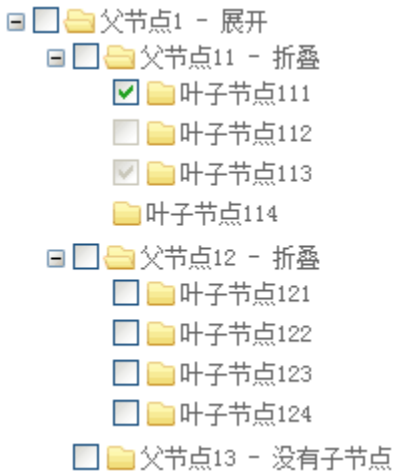 父节点1 - 展开
父节点11 - 折叠
叶子节点111
叶子节点112
叶子节点113
叶子节点114
父节点12 - 折叠
叶子节点121
叶子节点122
叶子节点123
叶子节点124
父节点13 - 没有子节点